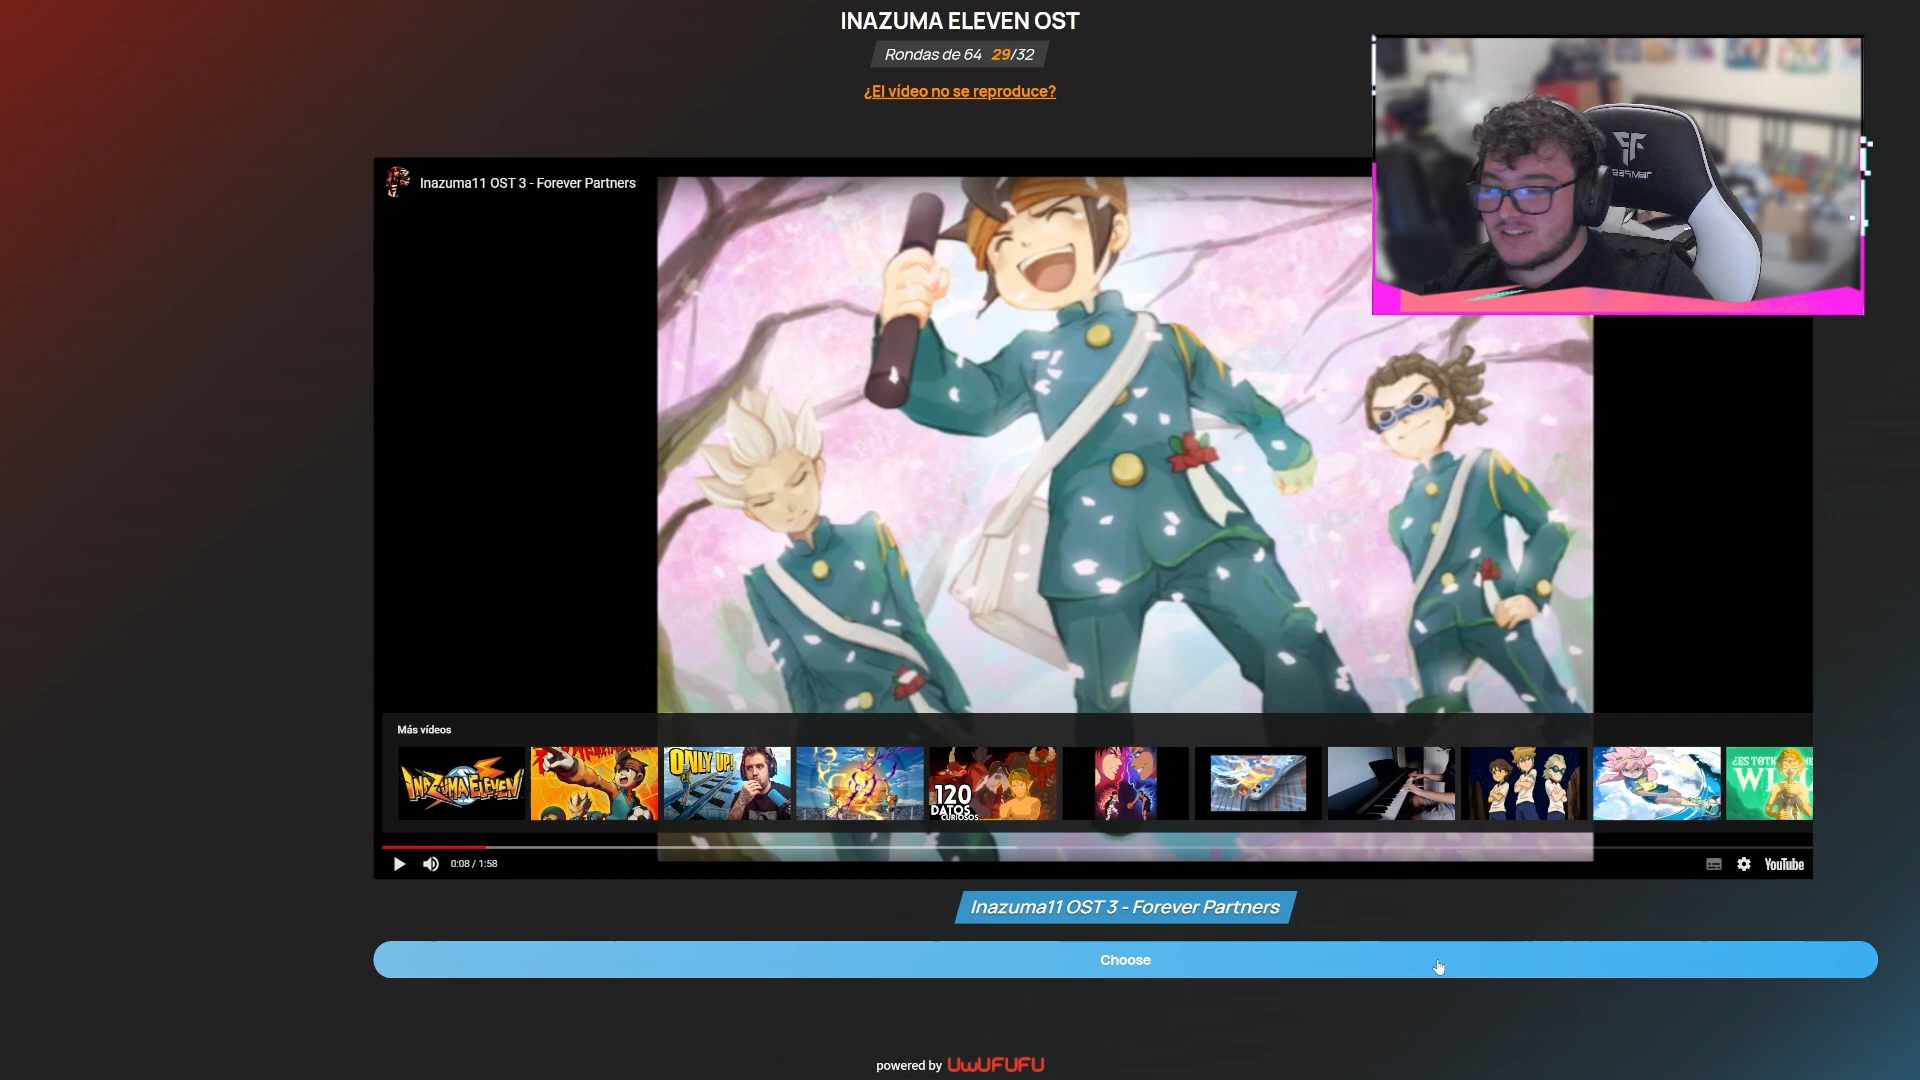 INAZUMA ELEVEN OST
Rondas de 64 29/32
¿El vídeo no se reproduce?
Inazuma11 OST 3 - Forever Partners
Más vídeos
INAZUMA ELEVEN
ONLY UP!
120
DATOS
CURIOSOS
0:08 / 1:58
YouTube
Inazuma11 OST 3 - Forever Partners
Choose
powered by UwUFUFU